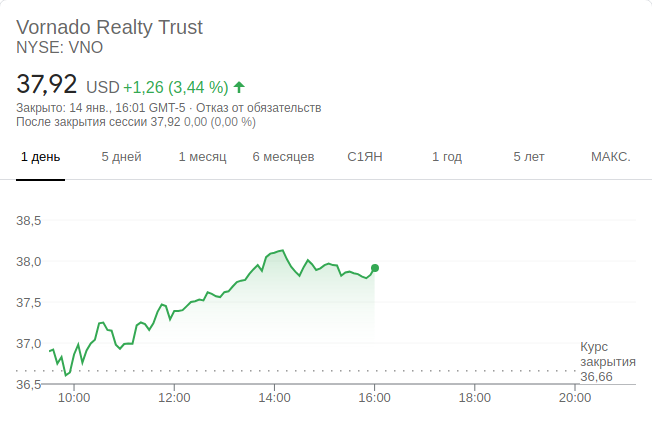 Vornado Realty Trust
NYSE: VNO
37,92 USD +1,26 (3,44 %)
Закрыто: 14 янв., 16:01 GMT-5 · Отказ от обязательств
После закрытия сессии 37,92 0,00 (0,00 %)
1 день 5 дней 1 месяц 6 месяцев С1ЯН 1 год 5 лет МАКС.
38,5
38,0
37,5
37,0
36,5
Курс
закрытия
36,66
10:00 12:00 14:00 16:00 18:00 20:00